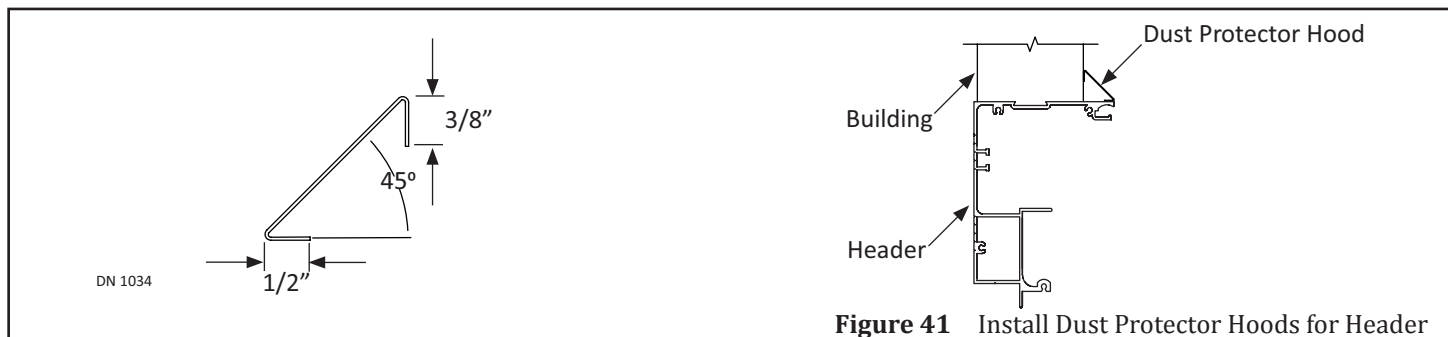 3/8”
45º
1/2”
DN 1034
Dust Protector Hood
Building
Header
Figure 41 Install Dust Protector Hoods for Header